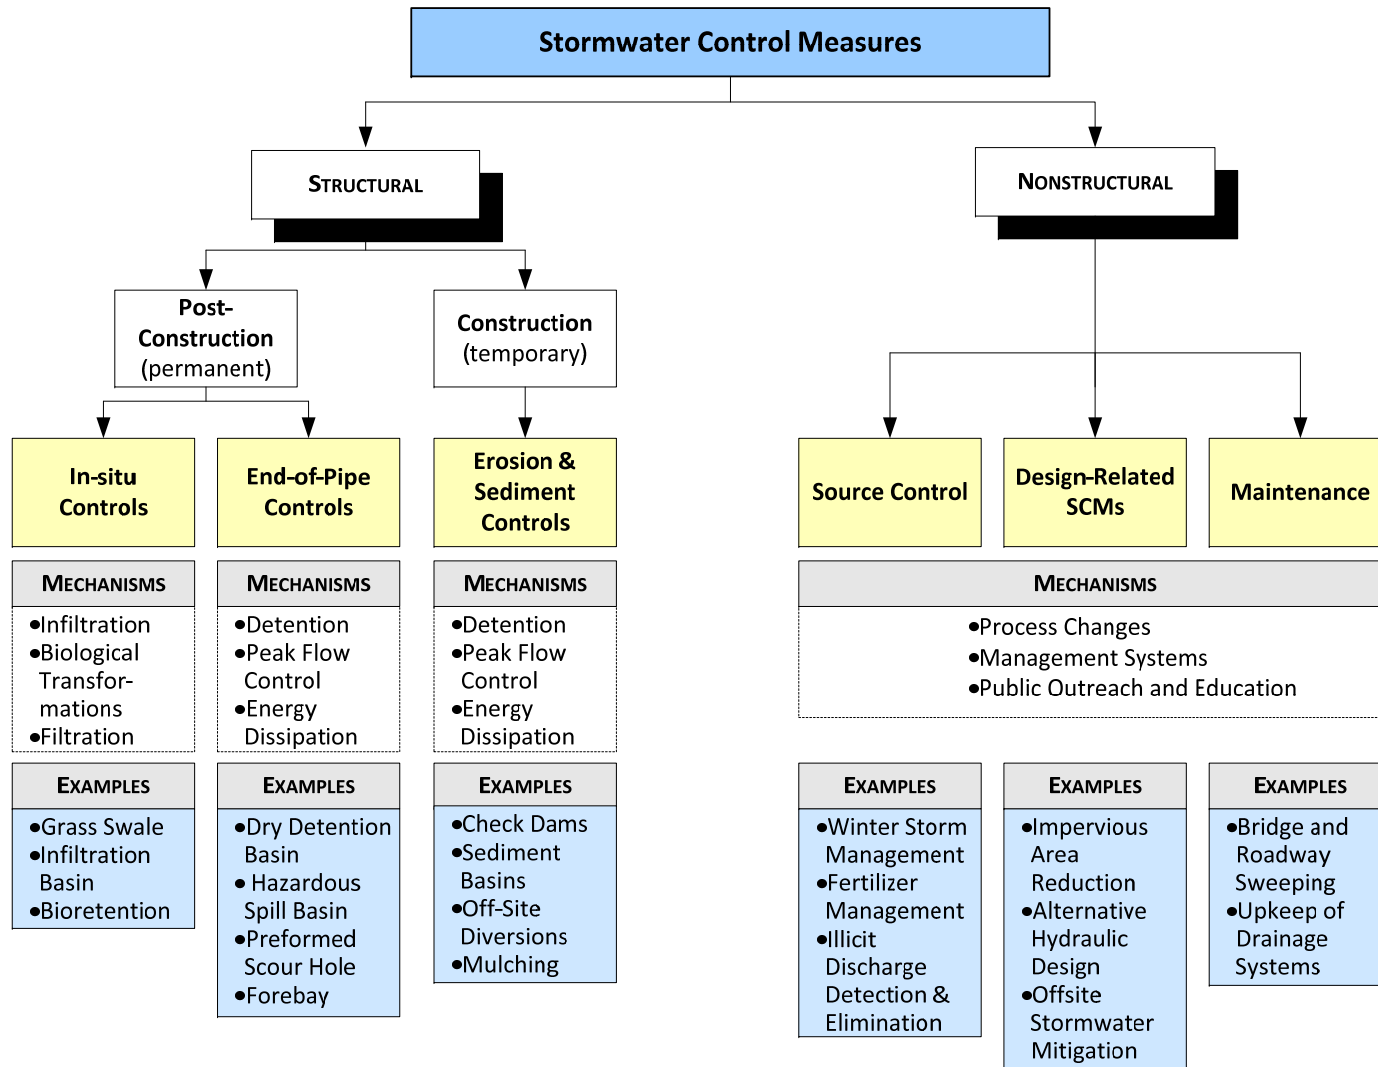 Stormwater Control Measures
STRUCTURAL
NONSTRUCTURAL
Post-
Construction
(permanent)
Construction
(temporary)
In-situ
Controls
End-of-Pipe
Controls
Erosion &
Sediment
Controls
Source Control
Design-Related
SCMs
Maintenance
MECHANISMS
•Infiltration
•Biological
Transfor-
mations
•Filtration
MECHANISMS
•Detention
•Peak Flow
Control
•Energy
Dissipation
MECHANISMS
•Detention
•Peak Flow
Control
•Energy
Dissipation
MECHANISMS
•Process Changes
•Management Systems
•Public Outreach and Education
EXAMPLES
•Grass Swale
•Infiltration
Basin
•Bioretention
EXAMPLES
•Dry Detention
Basin
• Hazardous
Spill Basin
•Preformed
Scour Hole
•Forebay
EXAMPLES
•Check Dams
•Sediment
Basins
•Off-Site
Diversions
•Mulching
EXAMPLES
•Winter Storm
Management
•Fertilizer
Management
•Illicit
Discharge
Detection &
Elimination
EXAMPLES
•Impervious
Area
Reduction
•Alternative
Hydraulic
Design
•Offsite
Stormwater
Mitigation
EXAMPLES
•Bridge and
Roadway
Sweeping
•Upkeep of
Drainage
Systems